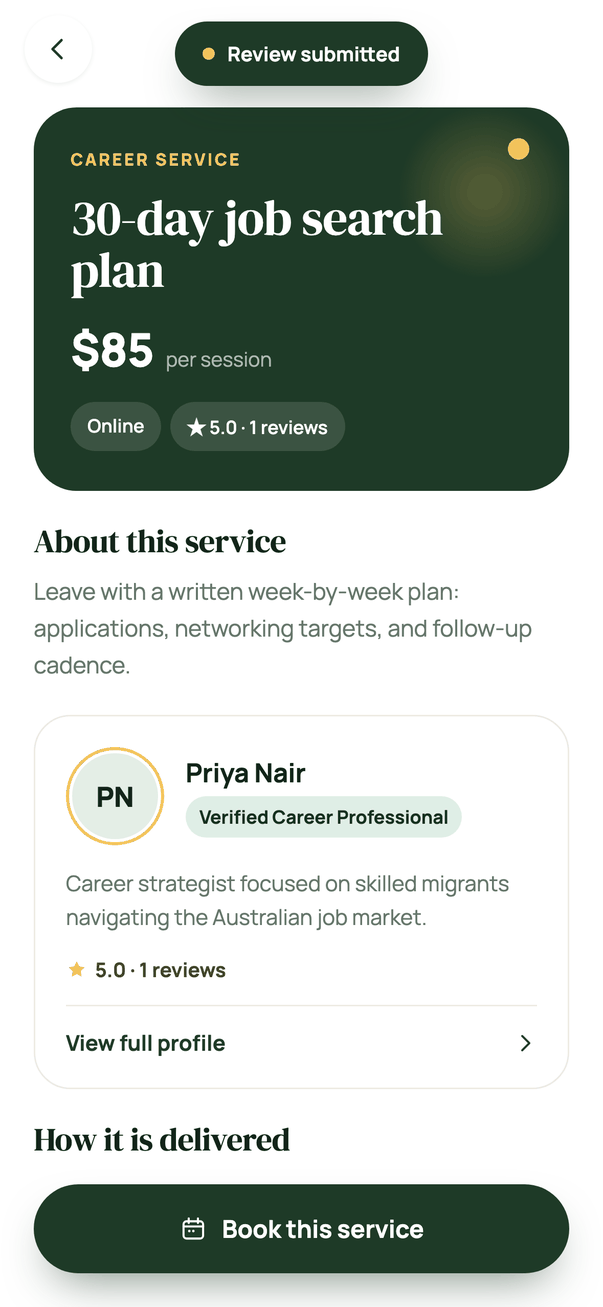 Review submitted
CAREER SERVICE
30-day job search
plan
$85 per session
Online
★ 5.0 · 1 reviews
About this service
Leave with a written week-by-week plan:
applications, networking targets, and follow-up
cadence.
PN
Priya Nair
Verified Career Professional
Career strategist focused on skilled migrants
navigating the Australian job market.
★ 5.0 · 1 reviews
View full profile
How it is delivered
Book this service